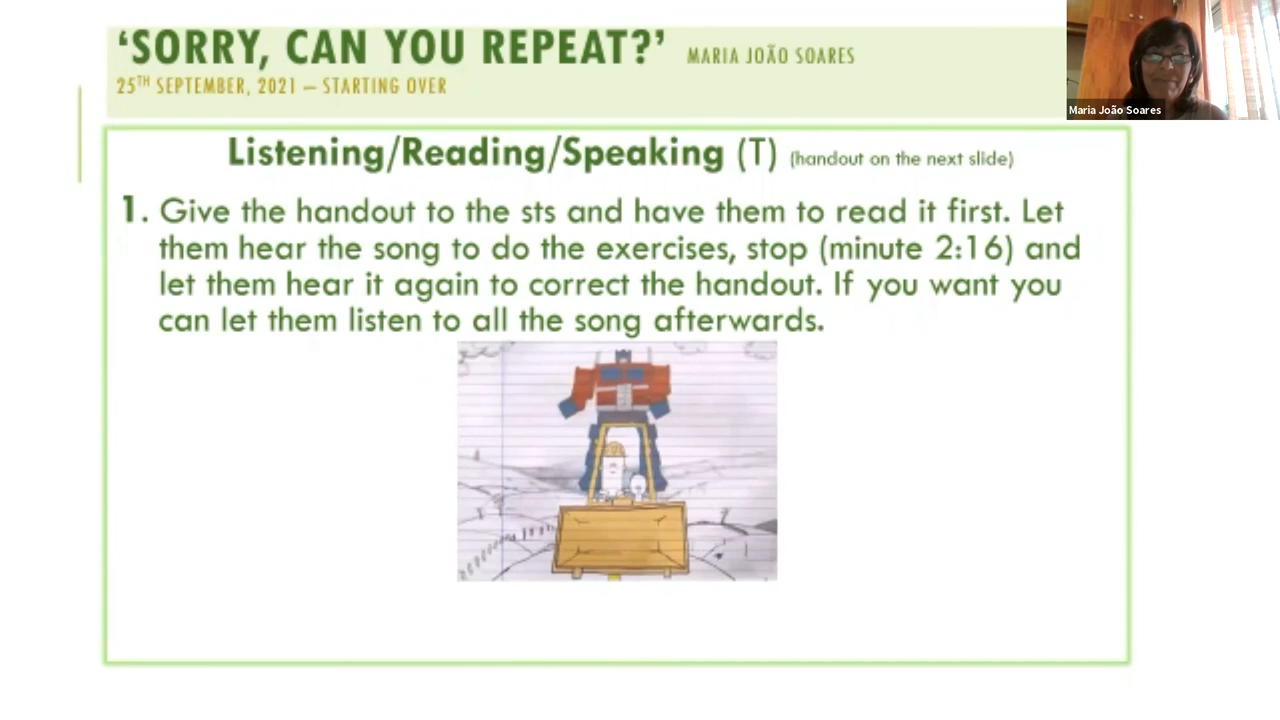 ‘SORRY, CAN YOU REPEAT?’ MARIA JOÃO SOARES
25TH SEPTEMBER, 2021 – STARTING OVER
Maria João Soares
Listening/Reading/Speaking (T) (handout on the next slide)
1. Give the handout to the sts and have them to read it first. Let
them hear the song to do the exercises, stop (minute 2:16) and
let them hear it again to correct the handout. If you want you
can let them listen to all the song afterwards.